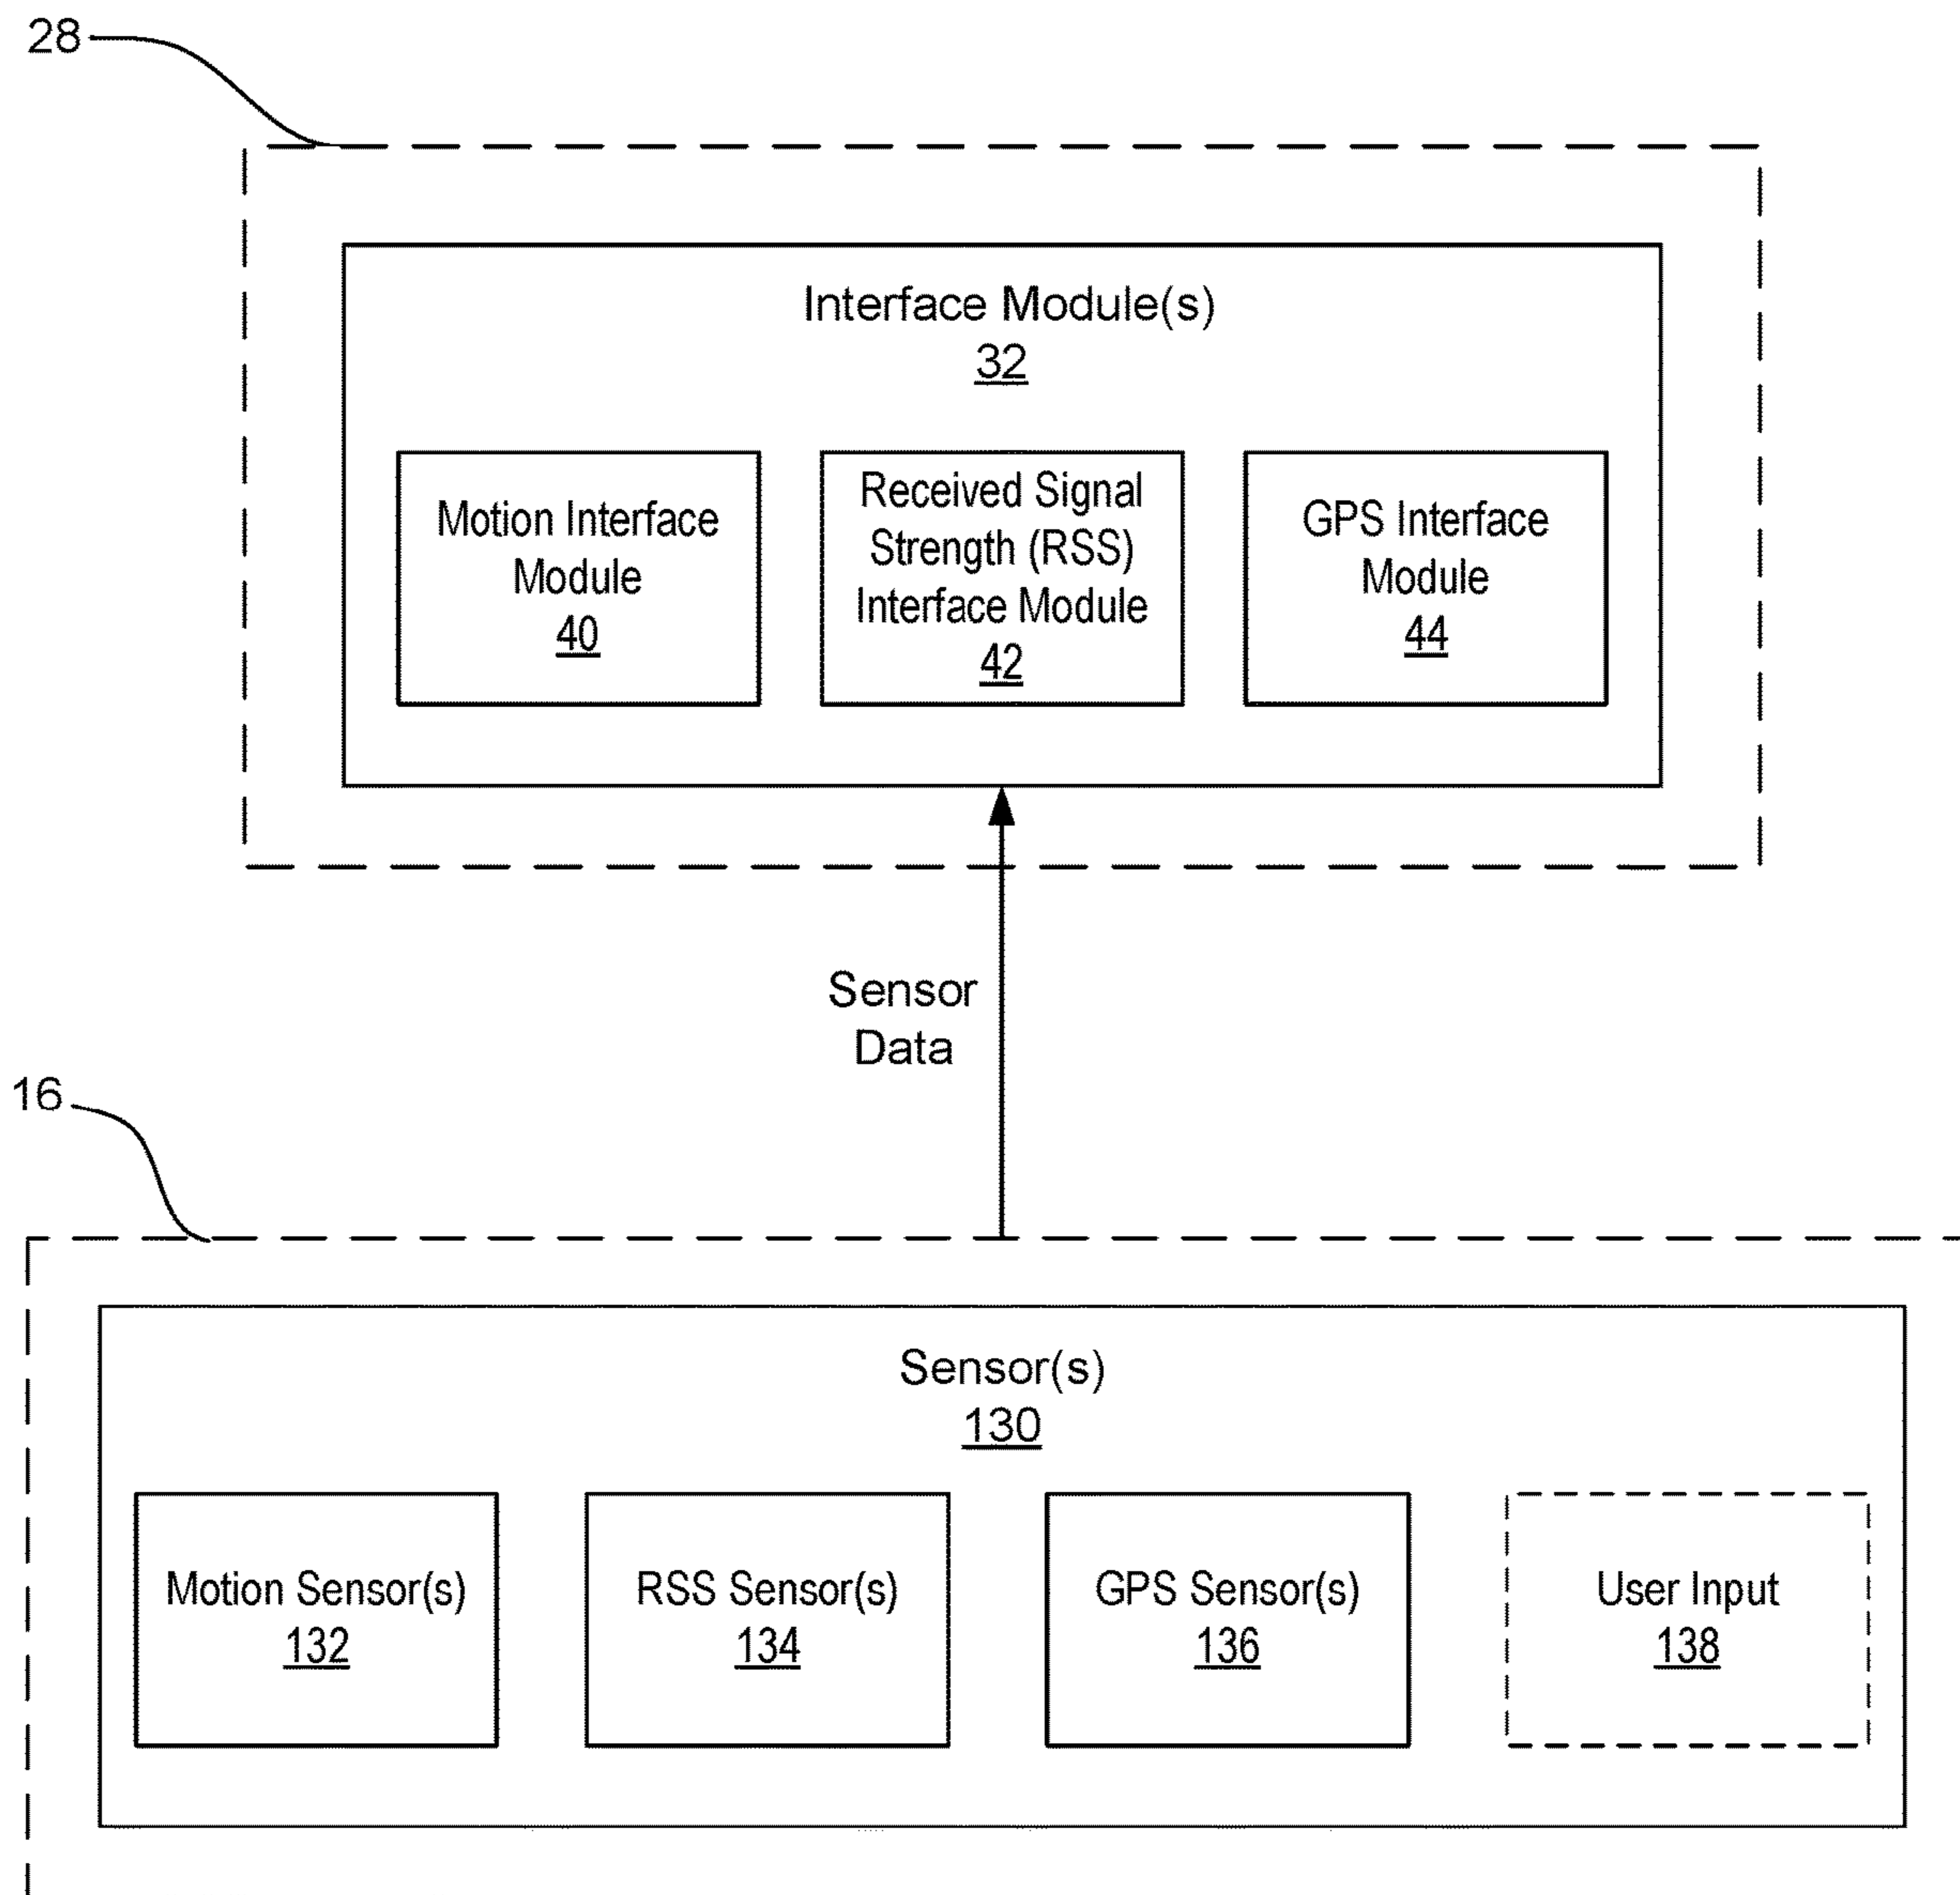 28
Interface Module(s)
32
Motion Interface
Module
40
Received Signal
Strength (RSS)
Interface Module
42
GPS Interface
Module
44
Sensor
Data
16
Sensor(s)
130
Motion Sensor(s)
132
RSS Sensor(s)
134
GPS Sensor(s)
136
User Input
138